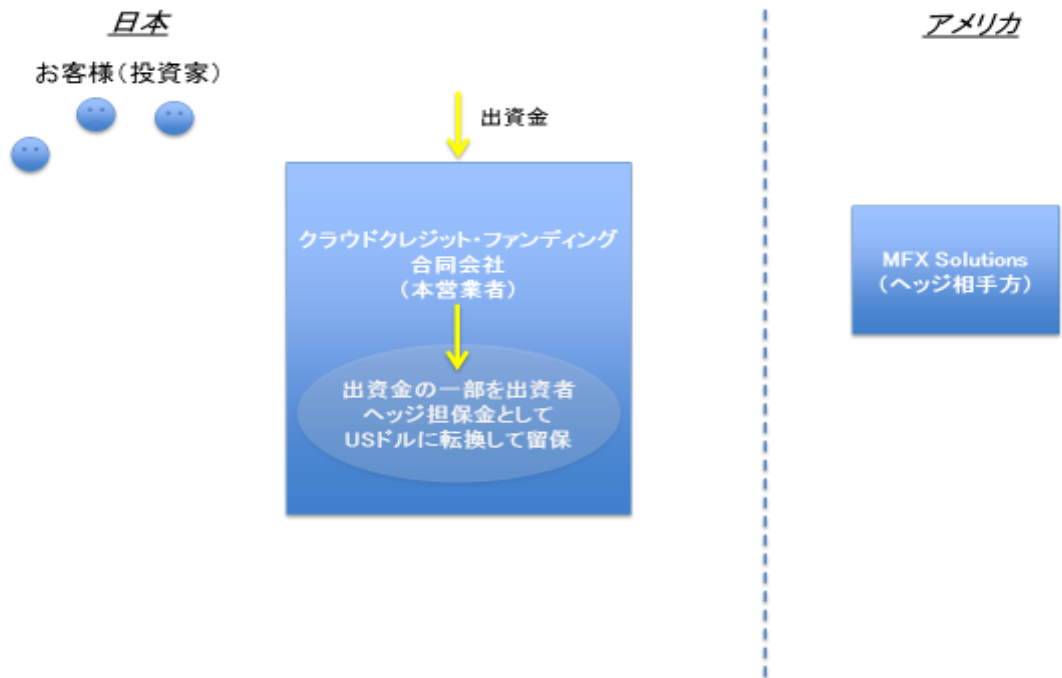 日本
アメリカ
お客様(投資家)
出資金
クラウドクレジット・ファンディング
合同会社
(本営業者)
MFX Solutions
(ヘッジ相手方)
出資金の一部を出資者
ヘッジ担保金として
USドルに転換して留保